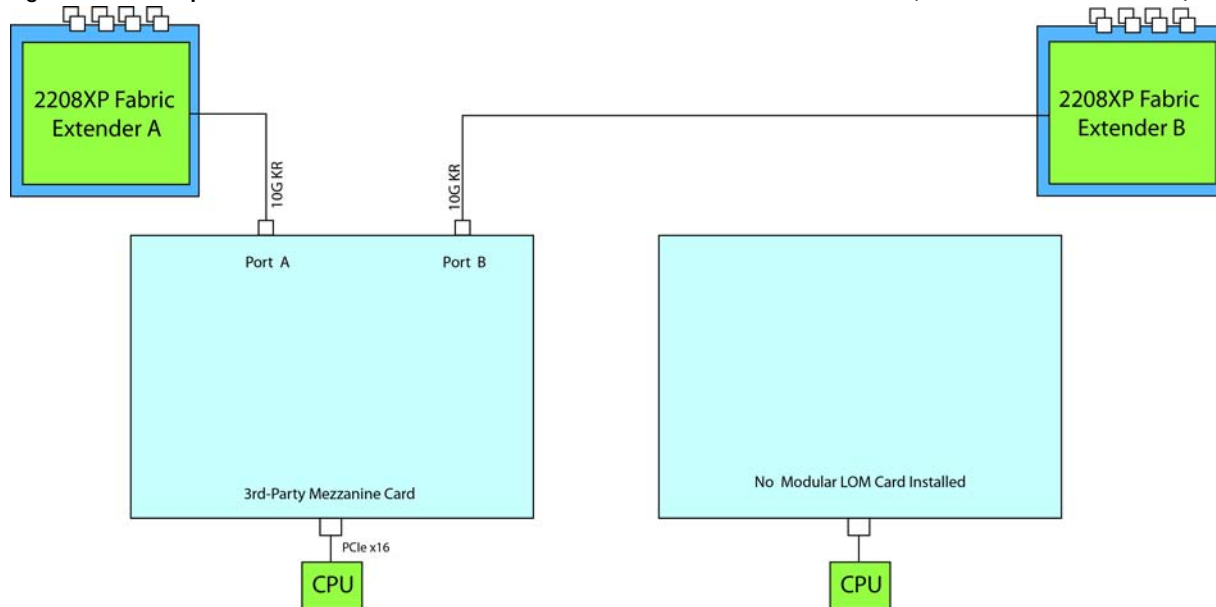 2208XP Fabric
Extender A
2208XP Fabric
Extender B
10G KR
10G KR
Port A
Port B
3rd-Party Mezzanine Card
No Modular LOM Card Installed
PCIe x16
CPU
CPU